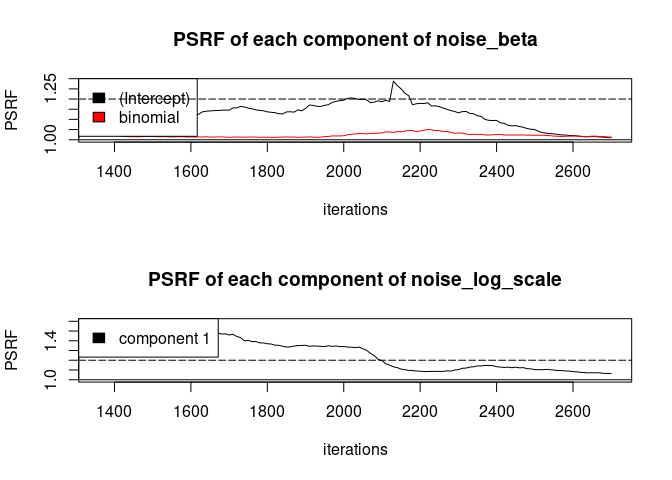 PSRF of each component of noise_beta
PSRF
1.25
1.00
(Intercept)
binomial
1400 1600 1800 2000 2200 2400 2600
iterations
PSRF of each component of noise_log_scale
PSRF
1.4
1.0
component 1
1400 1600 1800 2000 2200 2400 2600
iterations